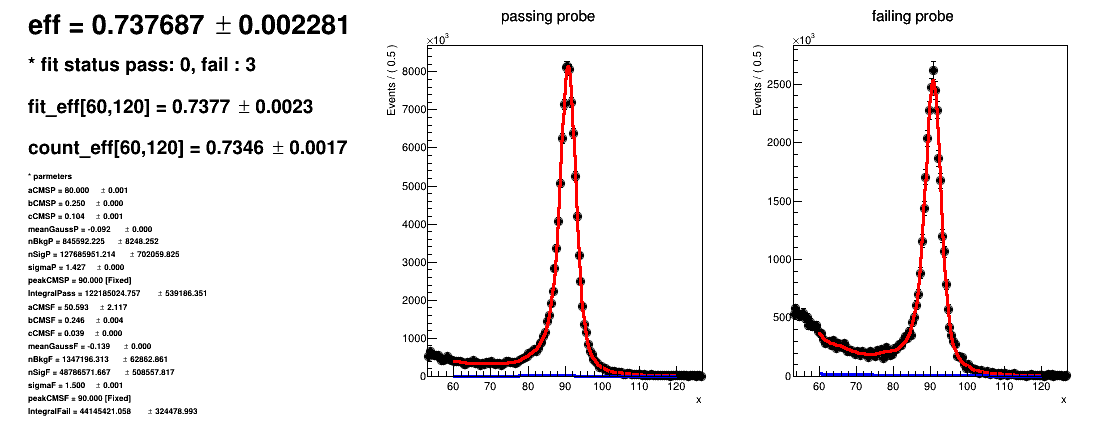 eff = 0.737687 ± 0.002281
* fit status pass: 0, fail : 3
fit_eff[60,120] = 0.7377 ± 0.0023
count_eff[60,120] = 0.7346 ± 0.0017
* parmeters
aCMSP = 80.000 ± 0.001
bCMSP = 0.250 ± 0.000
cCMSP = 0.104 ± 0.001
meanGaussP = -0.092 ± 0.000
nBkgP = 845592.225 ± 8248.252
nSigP = 127685951.214 ± 702059.825
sigmaP = 1.427 ± 0.000
peakCMSP = 90.000 [Fixed]
IntegralPass = 122185024.757 ± 539186.351
aCMSF = 50.593 ± 2.117
bCMSF = 0.246 ± 0.004
cCMSF = 0.039 ± 0.000
meanGaussF = -0.139 ± 0.000
nBkgF = 1347196.313 ± 62862.861
nSigF = 48786571.667 ± 508557.817
sigmaF = 1.500 ± 0.001
peakCMSF = 90.000 [Fixed]
IntegralFail = 44145421.058 ± 324478.993
passing probe
×10³
Events / ( 0.5 )
8000
7000
6000
5000
4000
3000
2000
1000
0
60 70 80 90 100 110 120
x
failing probe
×10³
Events / ( 0.5 )
2500
2000
1500
1000
500
0
60 70 80 90 100 110 120
x